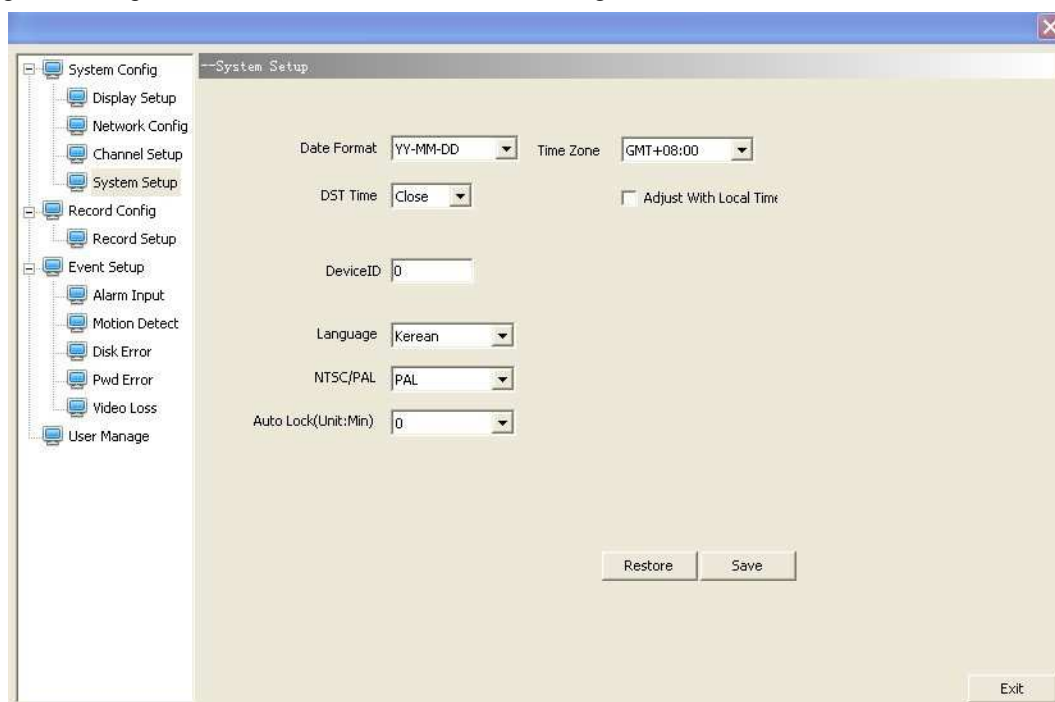 System Config
Display Setup
Network Config
Channel Setup
System Setup
Record Config
Record Setup
Event Setup
Alarm Input
Motion Detect
Disk Error
Pwd Error
Video Loss
User Manage
--System Setup
Date Format YY-MM-DD Time Zone GMT+08:00
DST Time Close Adjust With Local Time
DeviceID 0
Language Kerean
NTSC/PAL PAL
Auto Lock(Unit:Min) 0
Restore Save
Exit